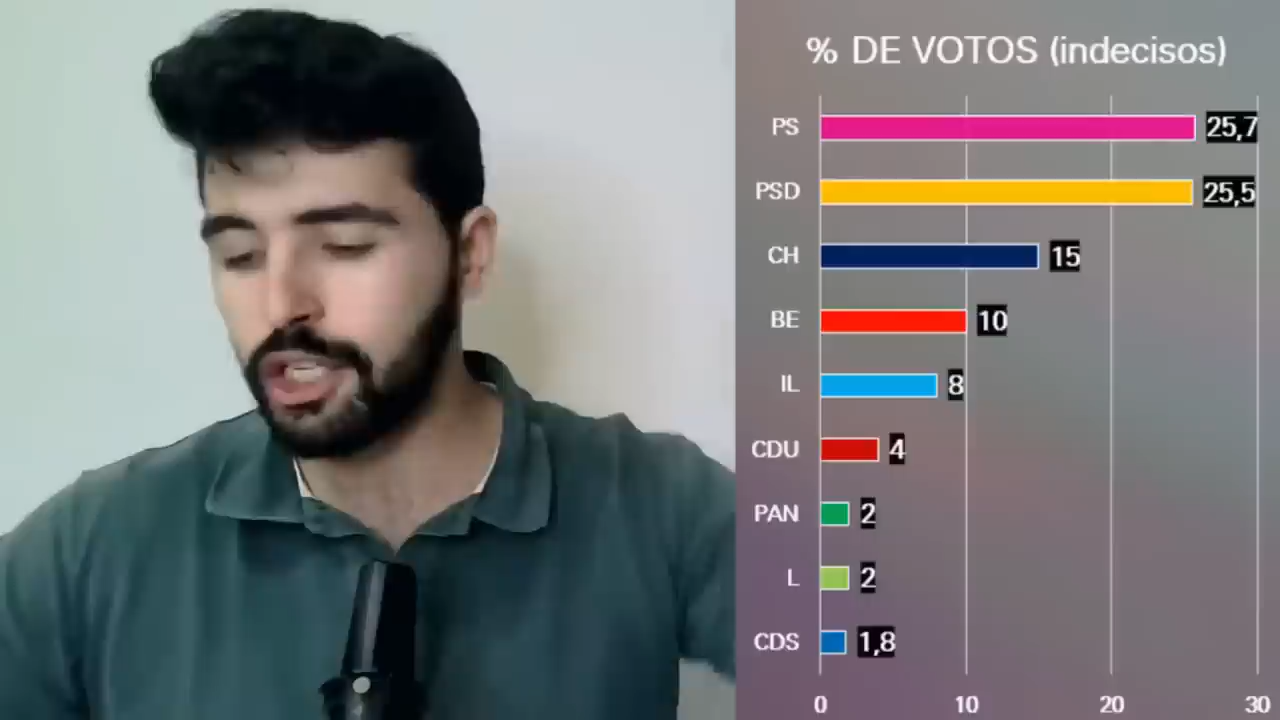 % DE VOTOS (indecisos)
PS 25,7
PSD 25,5
CH 15
BE 10
IL 8
CDU 4
PAN 2
L 2
CDS 1,8
0 10 20 30